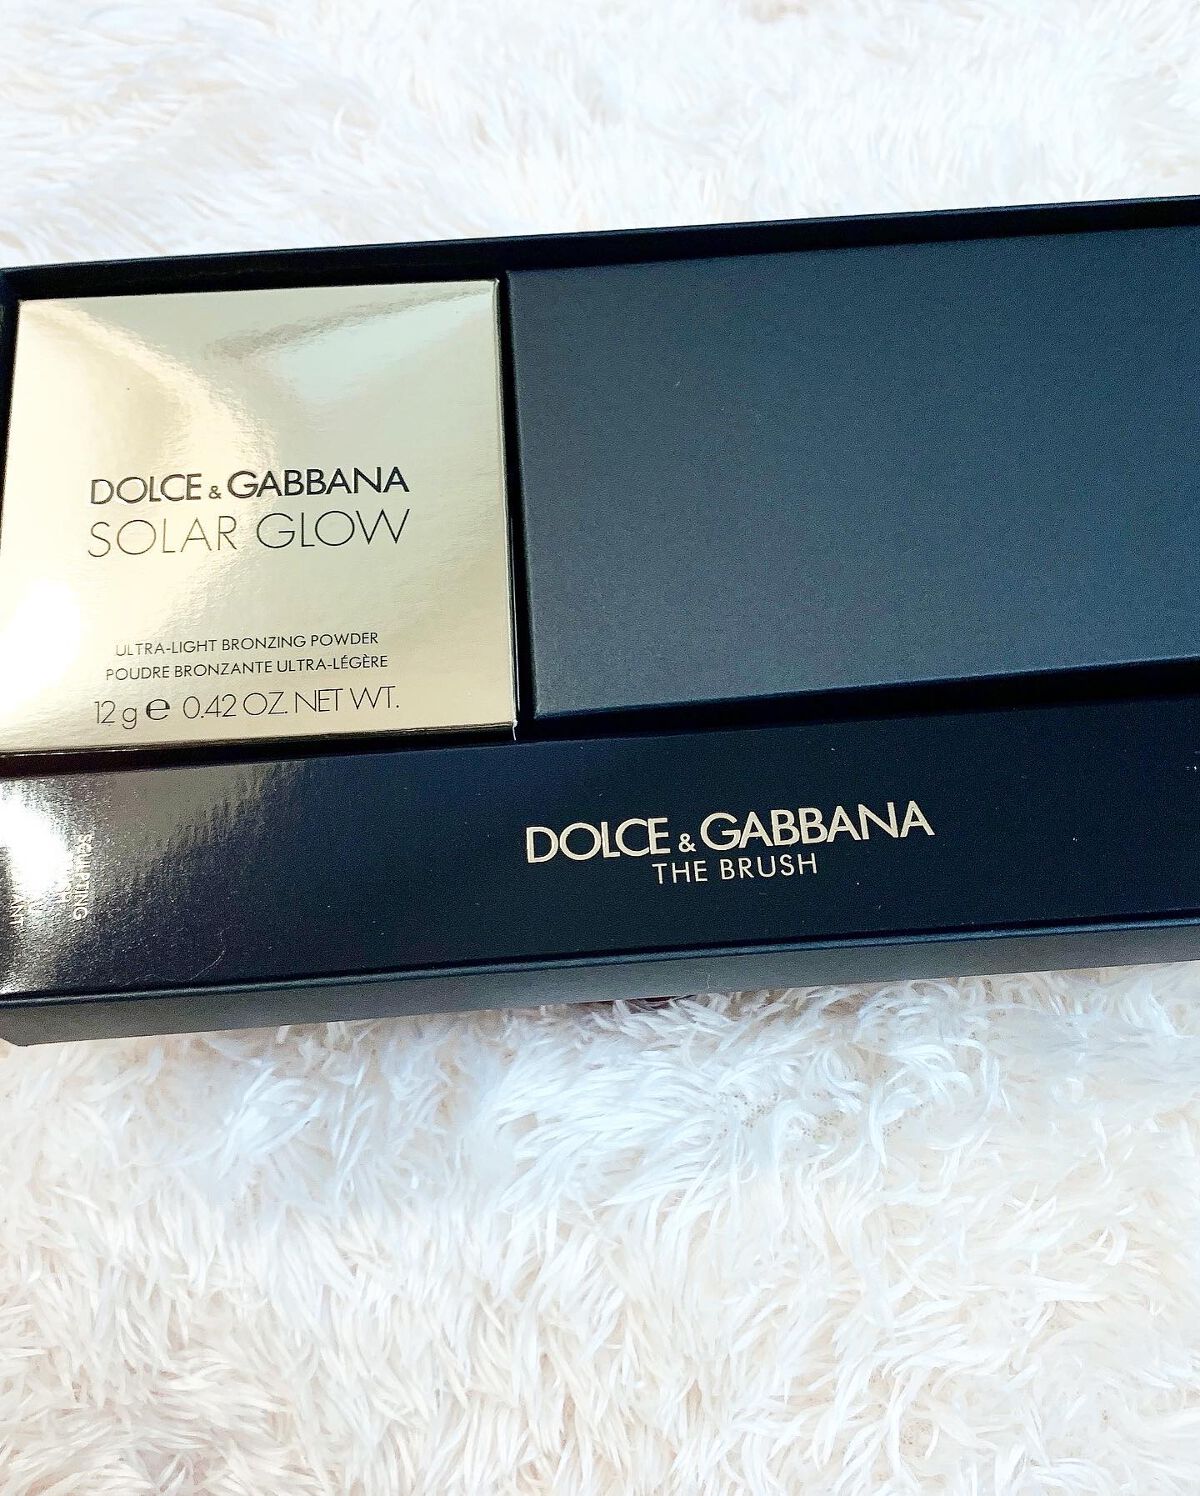 DOLCE & GABBANA
SOLAR GLOW
ULTRA-LIGHT BRONZING POWDER
POUDRE BRONZANTE ULTRA-LÉGÈRE
12 g e 0.42 OZ. NET WT.
DOLCE & GABBANA
THE BRUSH